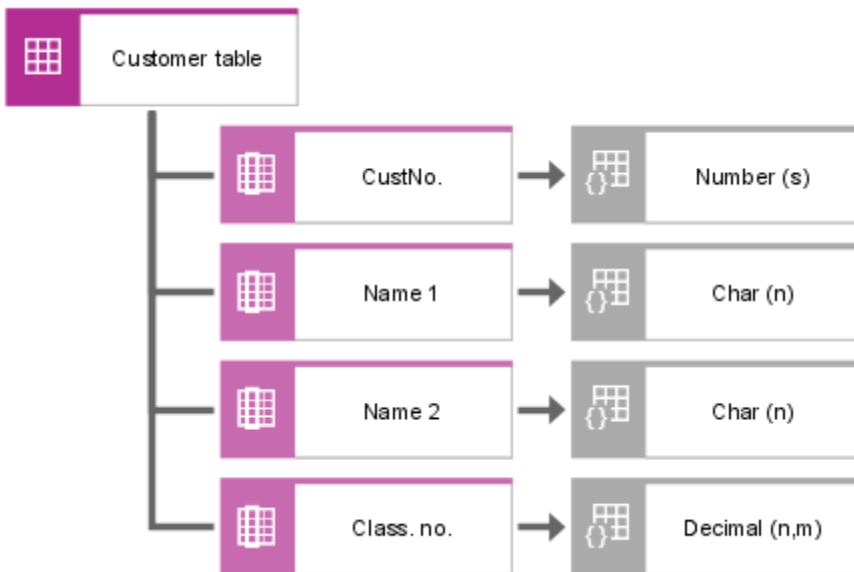 Customer table
CustNo.
Number (s)
Name 1
{}
Char (n)
Name 2
{}
Char (n)
Class. no.
{}
Decimal (n,m)